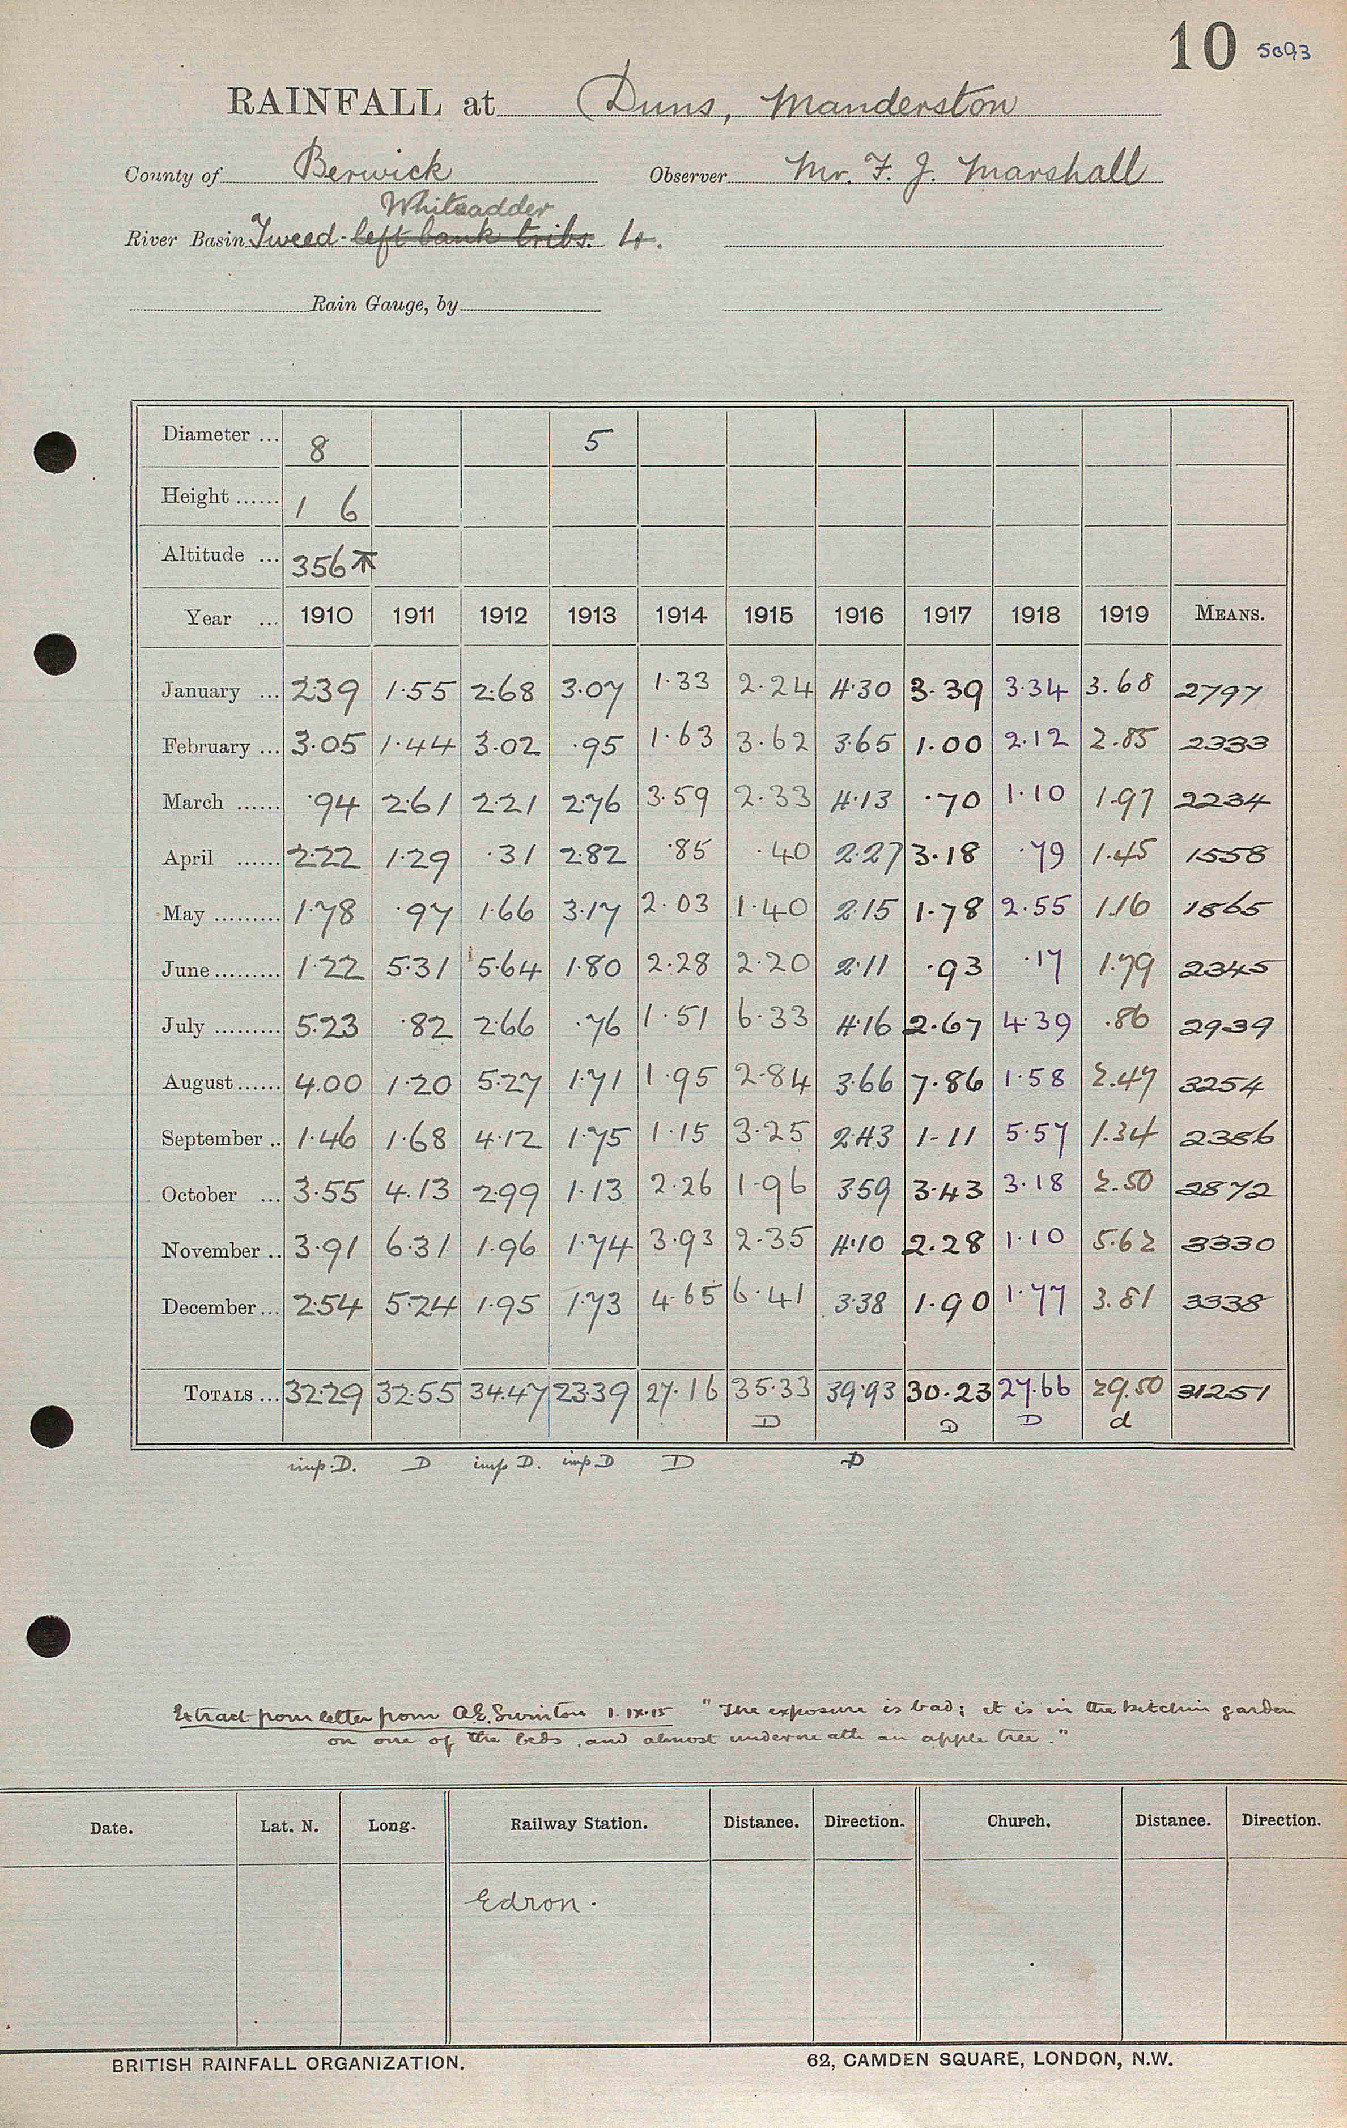 10 5093
RAINFALL at Duns, Manderston
County of Berwick Observer Mr. F. J. Marshall
Whiteadder
River Basin Tweed - left bank tribs. 4.
Rain Gauge, by
Diameter ... 8 5
Height ...... 1 6
Altitude ... 356
Year ... 1910 1911 1912 1913 1914 1915 1916 1917 1918 1919 MEANS.
January ... 2·39 1·55 2·68 3·07 1·33 2·24 4·30 3·39 3·34 3·68 2797
February ... 3·05 1·44 3·02 ·95 1·63 3·62 3·65 1·00 2·12 2·85 2333
March ...... ·94 2·61 2·21 2·76 3·59 2·33 4·13 ·70 1·10 1·97 2234
April ...... 2·22 1·29 ·31 2·82 ·85 ·40 2·27 3·18 ·79 1·45 1558
May ......... 1·78 ·97 1·66 3·17 2·03 1·40 2·15 1·78 2·55 1·16 1865
June ......... 1·22 5·31 5·64 1·80 2·28 2·20 2·11 ·93 ·17 1·79 2345
July ......... 5·23 ·82 2·66 ·76 1·51 6·33 4·16 2·67 4·39 ·86 2939
August ...... 4·00 1·20 5·27 1·71 1·95 2·84 3·66 7·86 1·58 2·47 3254
September .. 1·46 1·68 4·12 1·75 1·15 3·25 2·43 1·11 5·57 1·34 2386
October ... 3·55 4·13 2·99 1·13 2·26 1·96 3·59 3·43 3·18 2·50 2872
November .. 3·91 6·31 1·96 1·74 3·93 2·35 4·10 2·28 1·10 5·62 3330
December ... 2·54 5·24 1·95 1·73 4·65 6·41 3·38 1·90 1·77 3·81 3338
TOTALS ... 32·29 32·55 34·47 23·39 27·16 35·33 39·93 30·23 27·66 29·50 31251
D D D d
imp. D. D imp D. imp D D D
Extract from letter from A.E. Swinton 1.IX.15 "The exposure is bad; it is in the kitchin garden
on one of the beds, and almost underneath an apple tree."
Date. Lat. N. Long. Railway Station. Distance. Direction. Church. Distance. Direction.
Edron.
BRITISH RAINFALL ORGANIZATION. 62, CAMDEN SQUARE, LONDON, N.W.